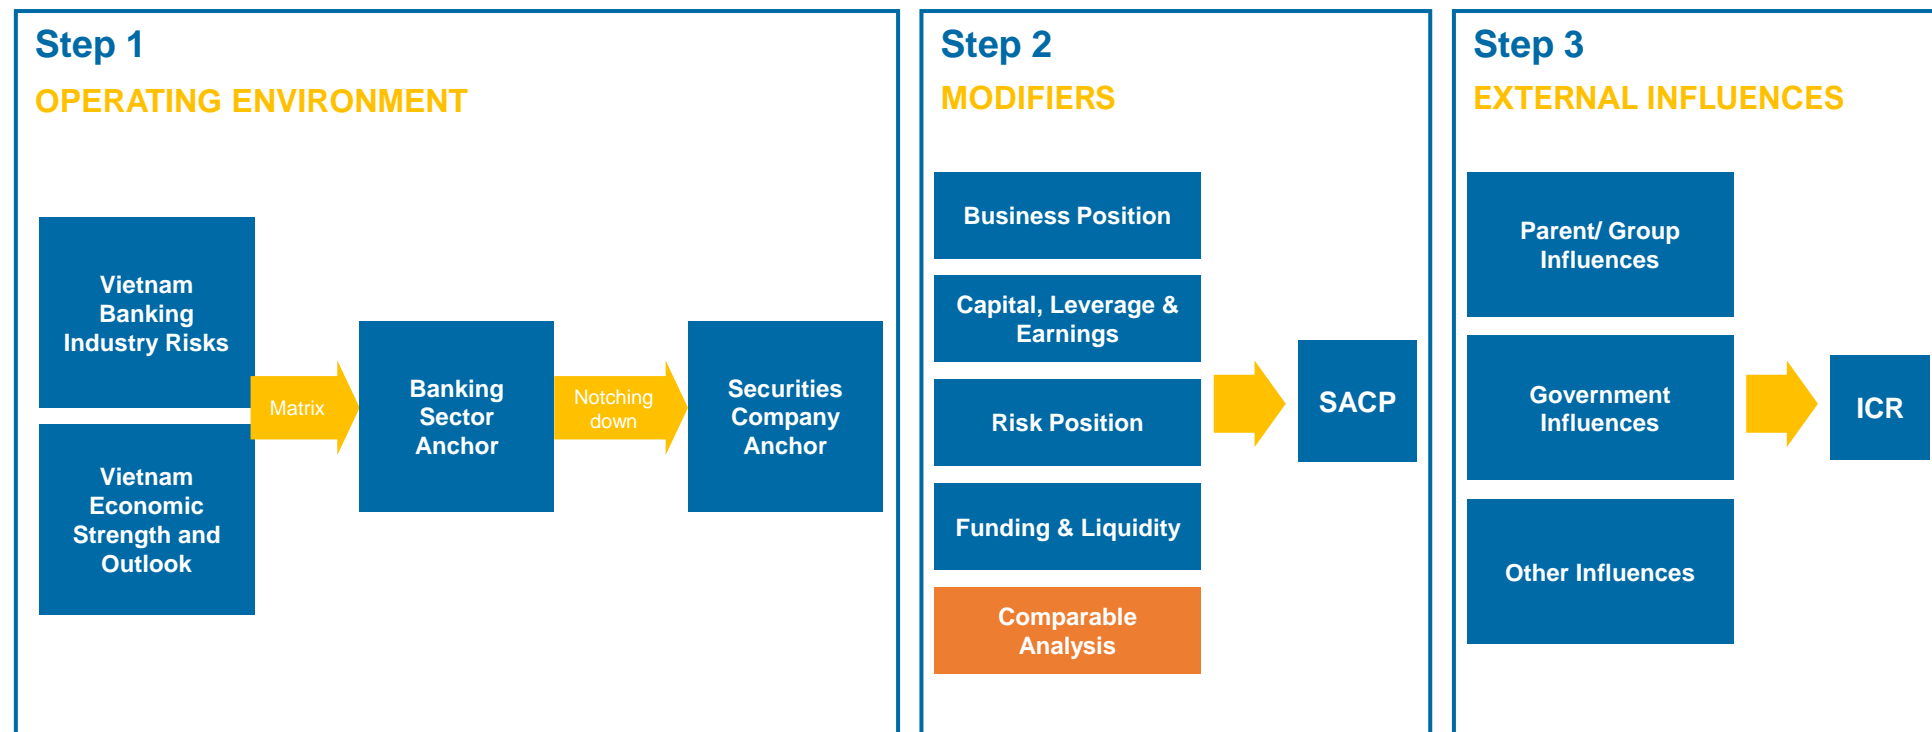 Step 1
OPERATING ENVIRONMENT
Vietnam
Banking
Industry Risks
Vietnam
Economic
Strength and
Outlook
Matrix
Banking
Sector
Anchor
Notching
down
Securities
Company
Anchor
Step 2
MODIFIERS
Business Position
Capital, Leverage &
Earnings
Risk Position
Funding & Liquidity
Comparable
Analysis
SACP
Step 3
EXTERNAL INFLUENCES
Parent/ Group
Influences
Government
Influences
Other Influences
ICR